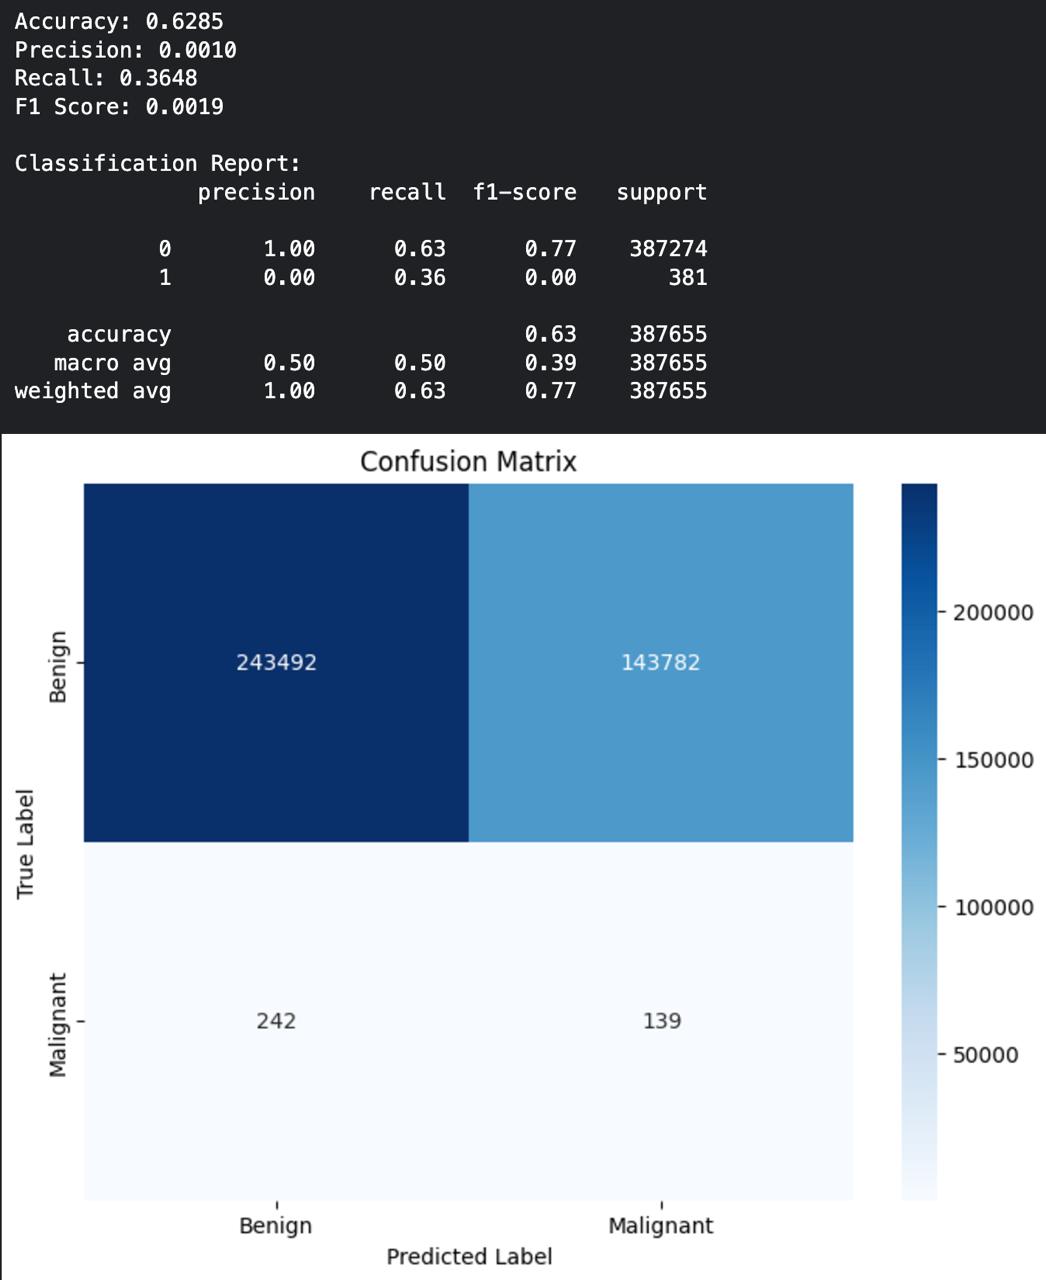 Accuracy: 0.6285
Precision: 0.0010
Recall: 0.3648
F1 Score: 0.0019
Classification Report:
precision recall f1-score support
0 1.00 0.63 0.77 387274
1 0.00 0.36 0.00 381
accuracy 0.63 387655
macro avg 0.50 0.50 0.39 387655
weighted avg 1.00 0.63 0.77 387655
Confusion Matrix
True Label
Benign
Malignant
243492 143782
242 139
Benign Malignant
Predicted Label
200000
150000
100000
50000